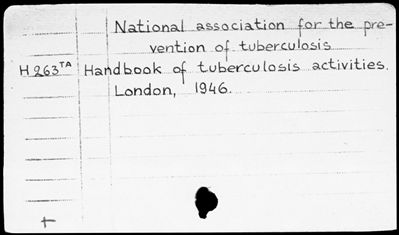 National association for the pre-
vention of tuberculosis
H 263TA Handbook of tuberculosis activities.
London, 1946.